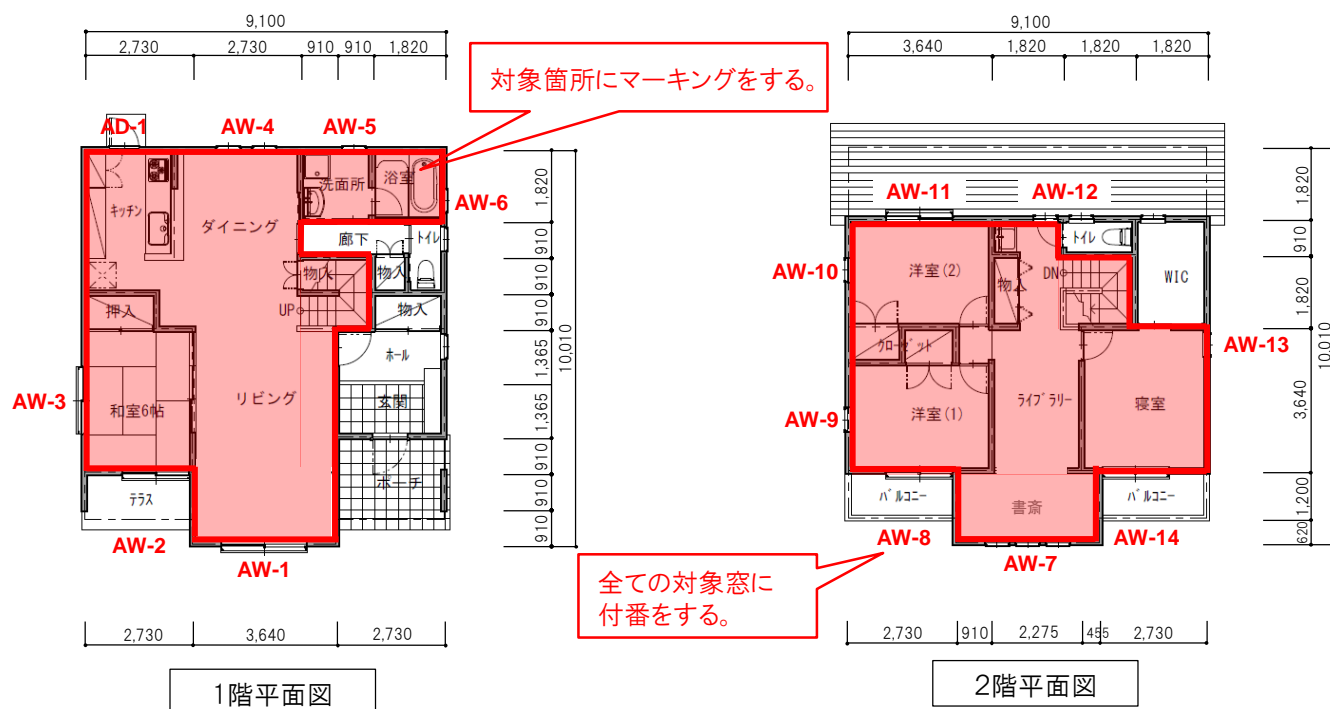 9,100
2,730
2,730
910
910
1,820
対象箇所にマーキングをする。
AD-1
AW-4
AW-5
AW-6
キッチン
ダイニング
洗面所
浴室
廊下
トイレ
物入
物入
押入
UP
物入
ホール
AW-3
和室6帖
リビング
玄関
テラス
ポーチ
AW-2
AW-1
1,820
910
910
910
1,365
1,365
910
910
910
10,010
2,730
3,640
2,730
1階平面図
9,100
3,640
1,820
1,820
1,820
AW-11
AW-12
AW-10
洋室(2)
トイレ
DN
物入
WIC
クローゼット
AW-13
AW-9
洋室(1)
ライブラリー
寝室
バルコニー
書斎
バルコニー
AW-8
AW-7
AW-14
全ての対象窓に
付番をする。
1,820
910
1,820
3,640
1,200
620
10,010
2,730
910
2,275
455
2,730
2階平面図